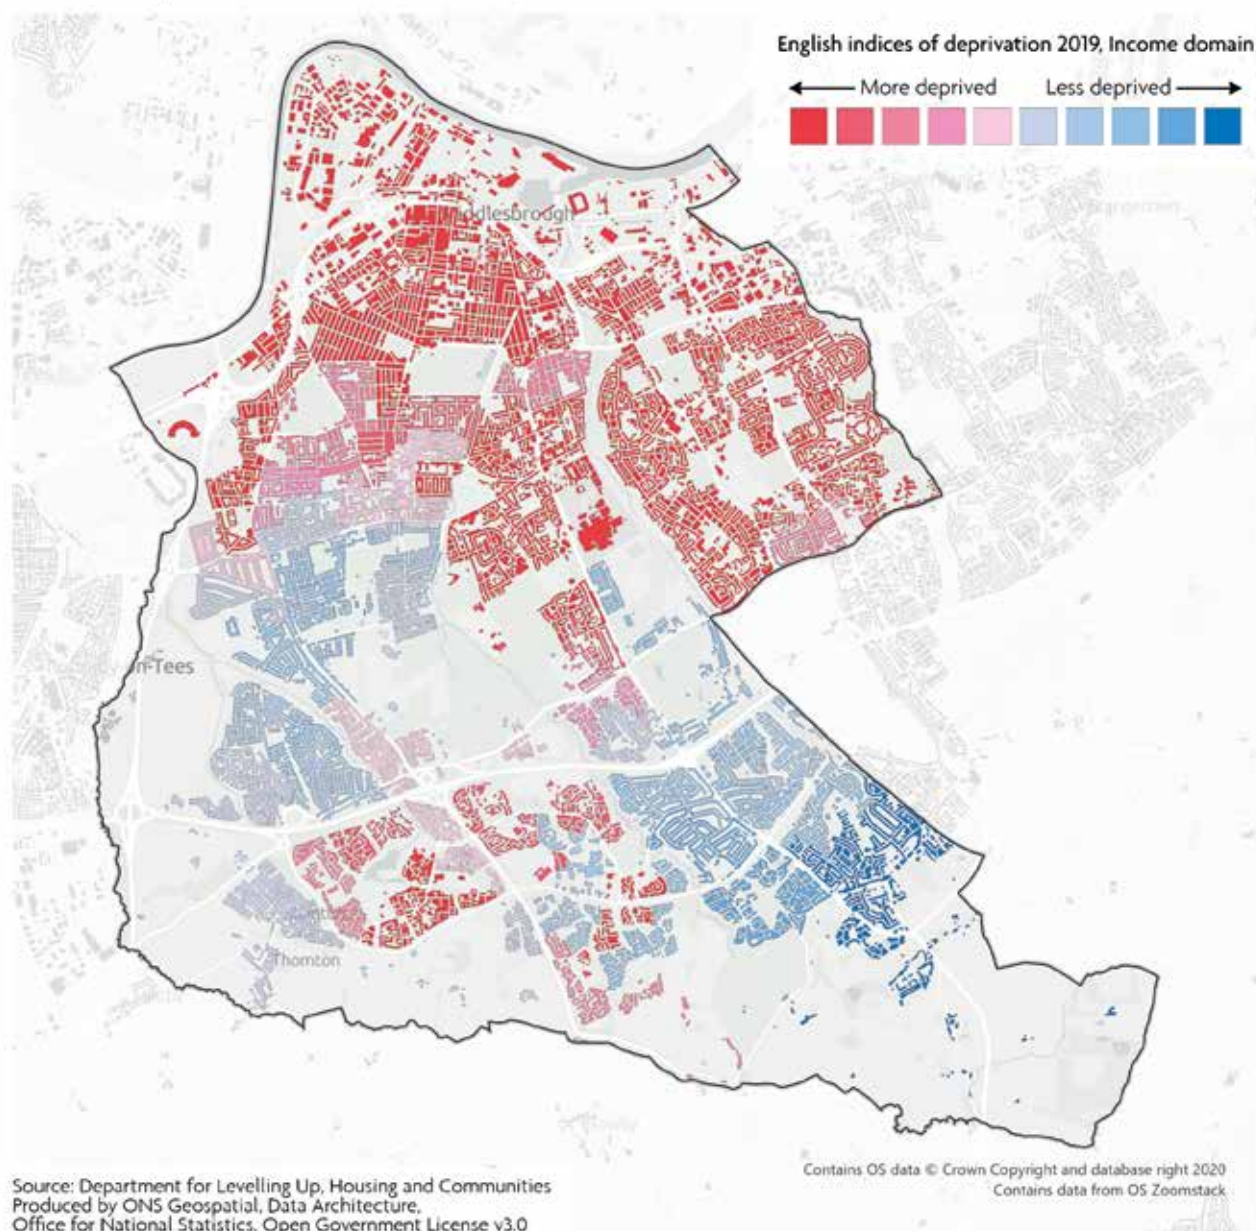 English indices of deprivation 2019, Income domain
More deprived
Less deprived
Thornton
Contains OS data © Crown Copyright and database right 2020
Contains data from OS Zoomstack
Source: Department for Levelling Up, Housing and Communities
Produced by ONS Geospatial, Data Architecture,
Office for National Statistics, Open Government License v3.0